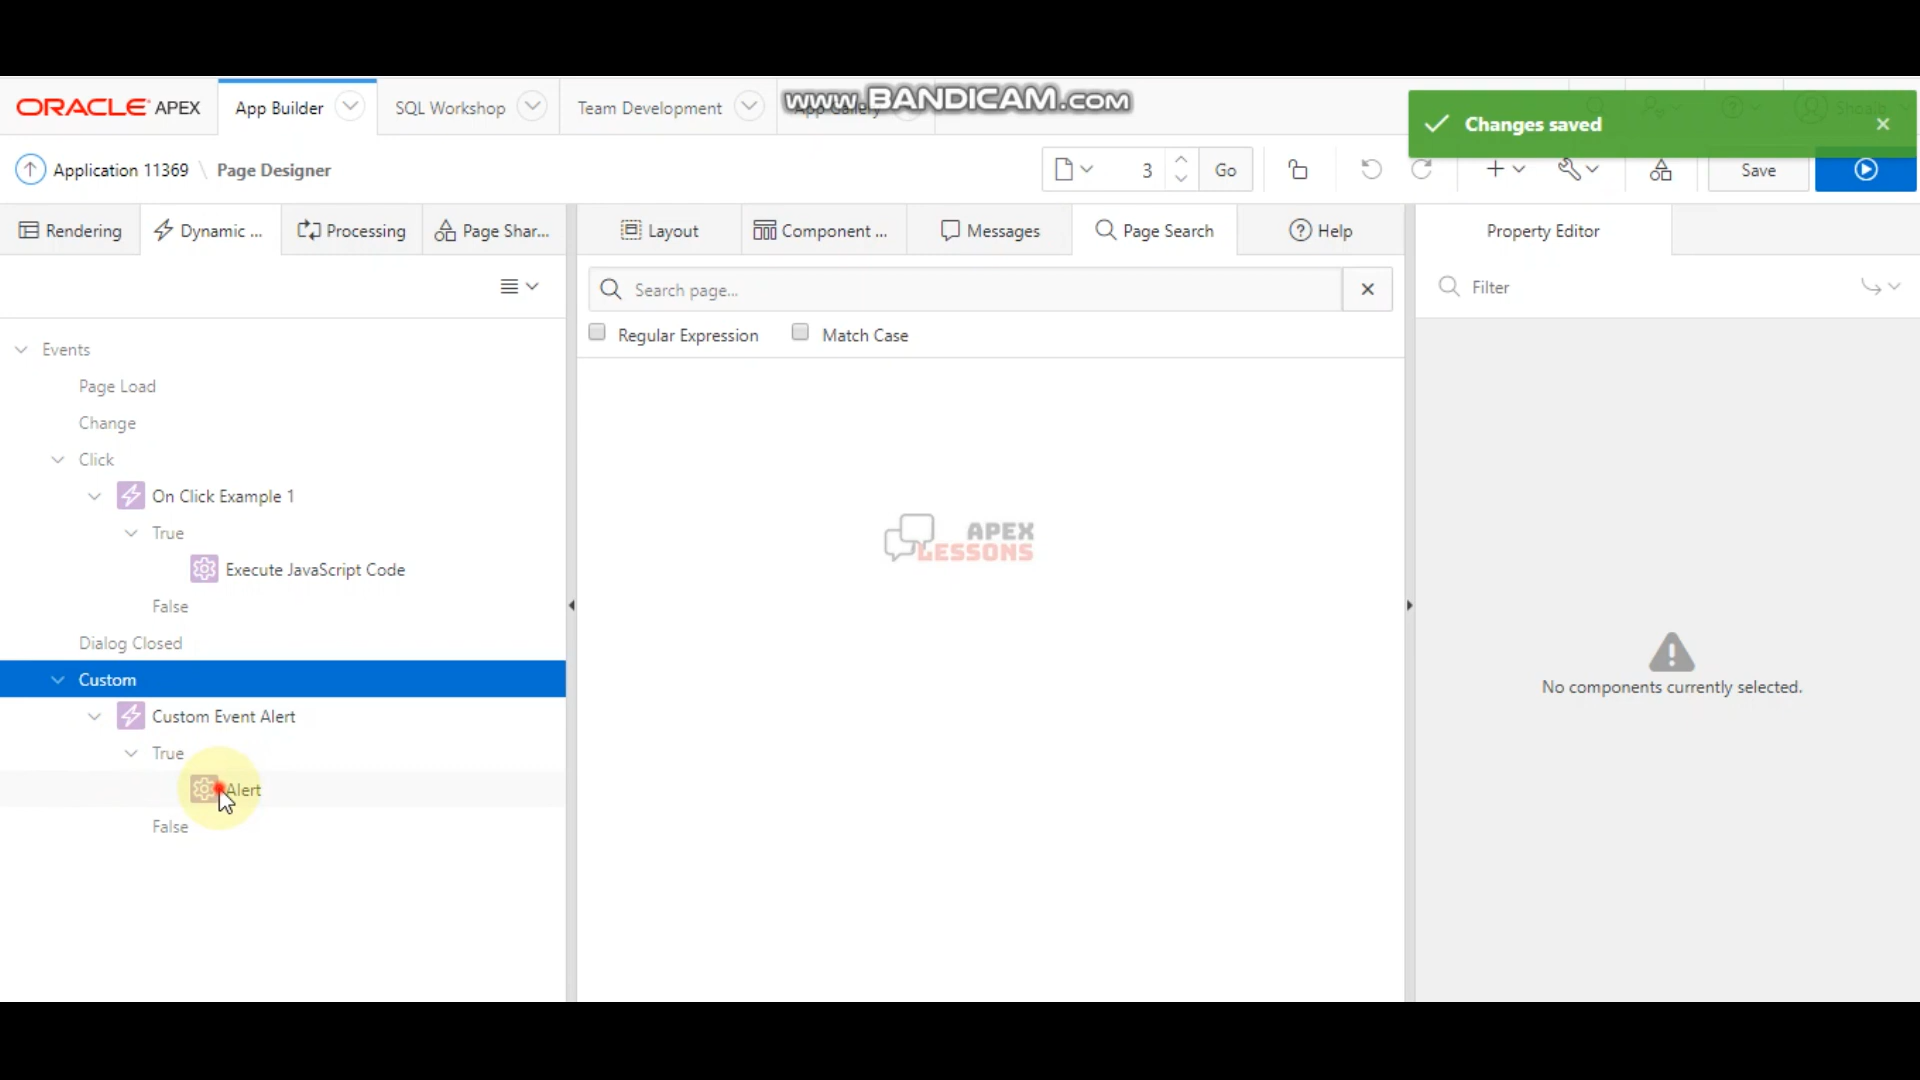 ORACLE APEX
App Builder
SQL Workshop
Team Development
App Gallery
www.BANDICAM.com
Changes saved
Shoaib
Application 11369 \ Page Designer
3
Go
Save
Rendering
Dynamic ...
Processing
Page Shar...
Layout
Component ...
Messages
Page Search
Help
Property Editor
Search page...
Filter
Regular Expression
Match Case
Events
Page Load
Change
Click
On Click Example 1
True
Execute JavaScript Code
False
Dialog Closed
Custom
Custom Event Alert
True
Alert
False
APEX
LESSONS
No components currently selected.